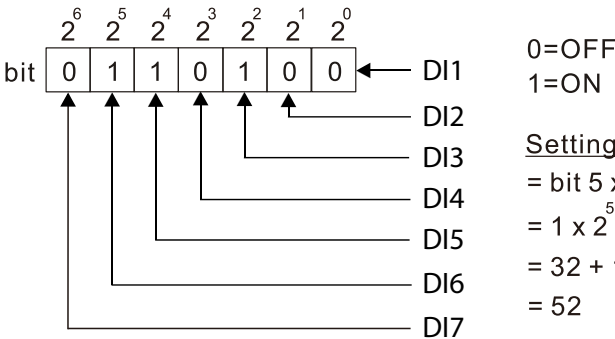 2^6 2^5 2^4 2^3 2^2 2^1 2^0
bit 0 1 1 0 1 0 0
DI1
DI2
DI3
DI4
DI5
DI6
DI7
0=OFF
1=ON
Setting
= bit 5 x
= 1 x 2^5
= 32 +
= 52